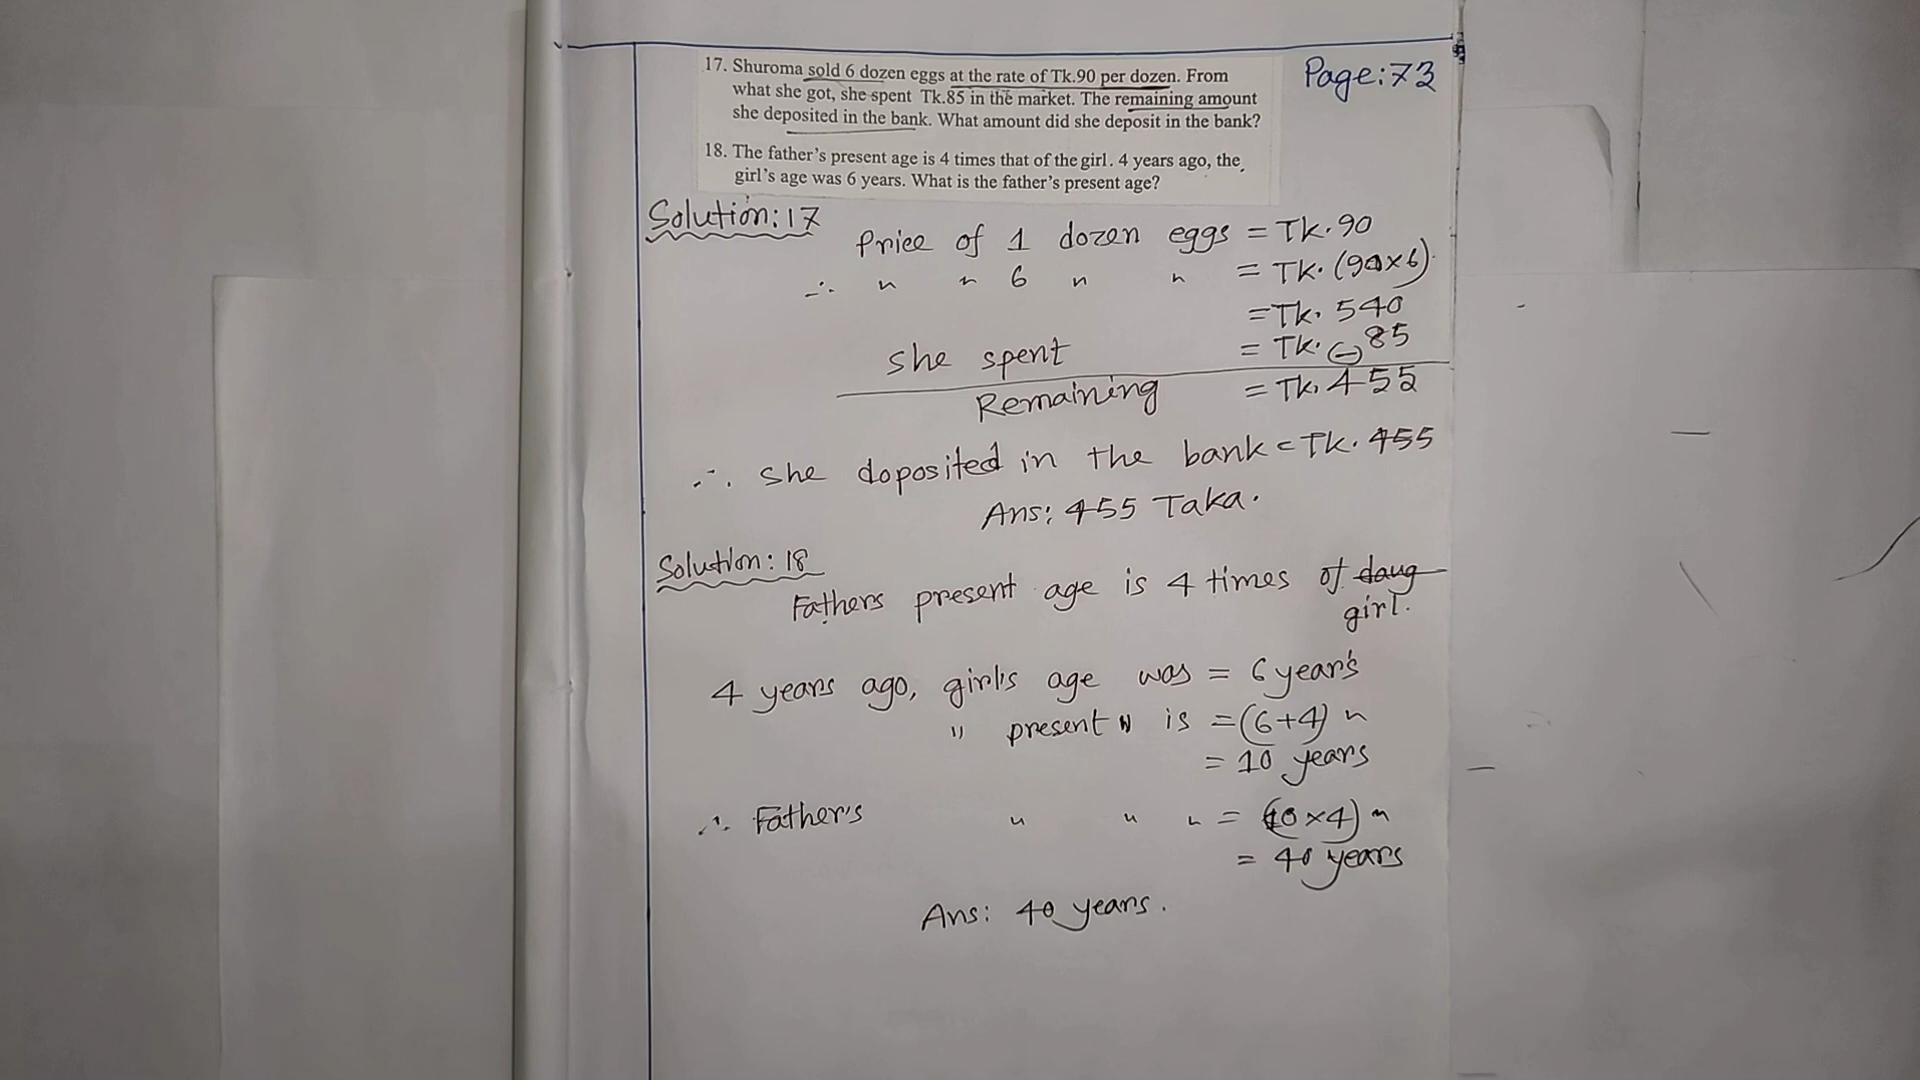 17. Shuroma sold 6 dozen eggs at the rate of Tk.90 per dozen. From
what she got, she spent Tk.85 in the market. The remaining amount
she deposited in the bank. What amount did she deposit in the bank?
18. The father's present age is 4 times that of the girl. 4 years ago, the
girl's age was 6 years. What is the father's present age?
Page:73
Solution: 17
Price of 1 dozen eggs = Tk. 90
∴ " " 6 " " = Tk. (90×6)
= Tk. 540
She spent = Tk. (-) 85
Remaining = Tk. 455
∴ She doposited in the bank = Tk. 455
Ans: 455 Taka.
Solution: 18
Fathers present age is 4 times of daug
girl.
4 years ago, girl's age was = 6 year's
" present " is = (6+4) "
= 10 years
∴ Father's " " " = (10×4) "
= 40 years
Ans: 40 years.